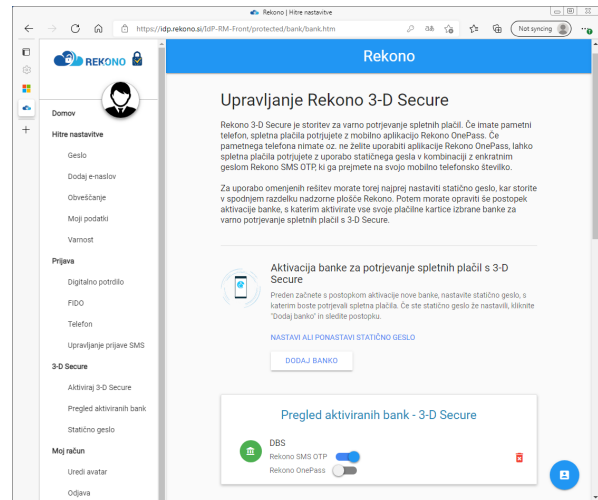 Rekono | Hitre nastavitve
https://idp.rekono.si/IdP-RM-Front/protected/bank/bank.htm
Not syncing
REKONO
Rekono
Domov
Hitre nastavitve
Geslo
Dodaj e-naslov
Obveščanje
Moji podatki
Varnost
Prijava
Digitalno potrdilo
FIDO
Telefon
Upravljanje prijave SMS
3-D Secure
Aktiviraj 3-D Secure
Pregled aktiviranih bank
Statično geslo
Moj račun
Uredi avatar
Odjava
Upravljanje Rekono 3-D Secure
Rekono 3-D Secure je storitev za varno potrjevanje spletnih plačil. Če imate pametni
telefon, spletna plačila potrjujete z mobilno aplikacijo Rekono OnePass. Če
pametnega telefona nimate oz. ne želite uporabiti aplikacije Rekono OnePass, lahko
spletna plačila potrjujete z uporabo statičnega gesla v kombinaciji z enkratnim
geslom Rekono SMS OTP, ki ga prejmete na svojo mobilno telefonsko številko.
Za uporabo omenjenih rešitev morate torej najprej nastaviti statično geslo, kar storite
v spodnjem razdelku nadzorne plošče Rekono. Potem morate opraviti še postopek
aktivacije banke, s katerim aktivirate vse svoje plačilne kartice izbrane banke za
varno potrjevanje spletnih plačil s 3-D Secure.
Aktivacija banke za potrjevanje spletnih plačil s 3-D
Secure
Preden začnete s postopkom aktivacije nove banke, nastavite statično geslo, s
katerim boste potrjevali spletna plačila. Če ste statično geslo že nastavili, kliknite
"Dodaj banko" in sledite postopku.
NASTAVI ALI PONASTAVI STATIČNO GESLO
DODAJ BANKO
Pregled aktiviranih bank - 3-D Secure
DBS
Rekono SMS OTP
Rekono OnePass